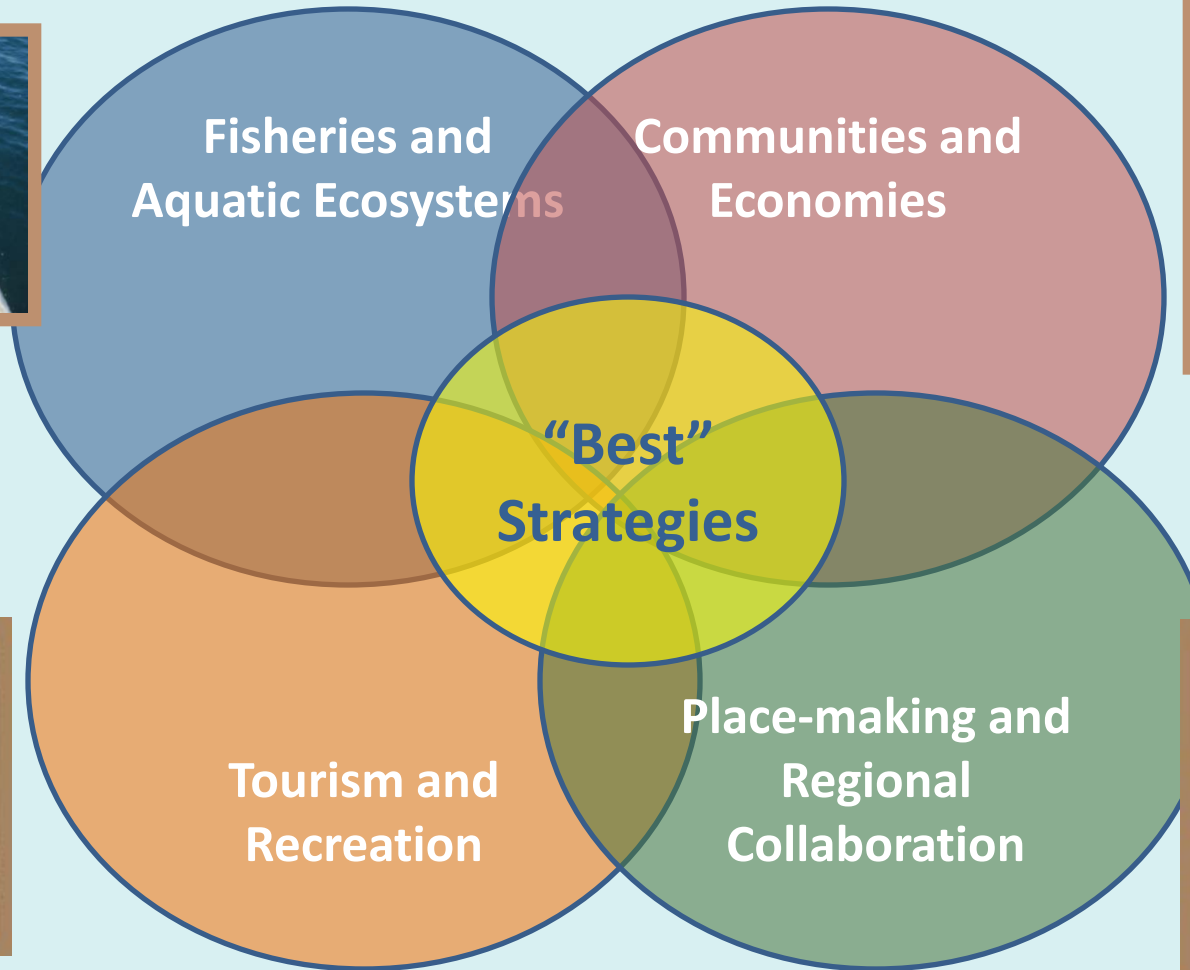 Fisheries and
Aquatic Ecosystems
Communities and
Economies
“Best”
Strategies
Tourism and
Recreation
Place-making and
Regional
Collaboration